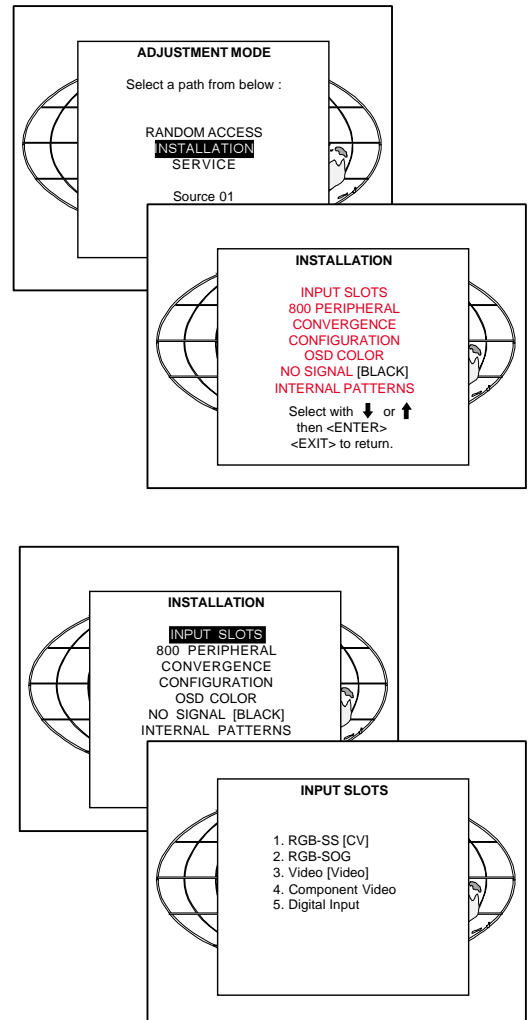 ADJUSTMENT MODE
Select a path from below :
RANDOM ACCESS
INSTALLATION
SERVICE
Source 01
INSTALLATION
INPUT SLOTS
800 PERIPHERAL
CONVERGENCE
CONFIGURATION
OSD COLOR
NO SIGNAL [BLACK]
INTERNAL PATTERNS
Select with ⬇ or ⬆
then <ENTER>
<EXIT> to return.
INSTALLATION
INPUT SLOTS
800 PERIPHERAL
CONVERGENCE
CONFIGURATION
OSD COLOR
NO SIGNAL [BLACK]
INTERNAL PATTERNS
INPUT SLOTS
1. RGB-SS [CV]
2. RGB-SOG
3. Video [Video]
4. Component Video
5. Digital Input